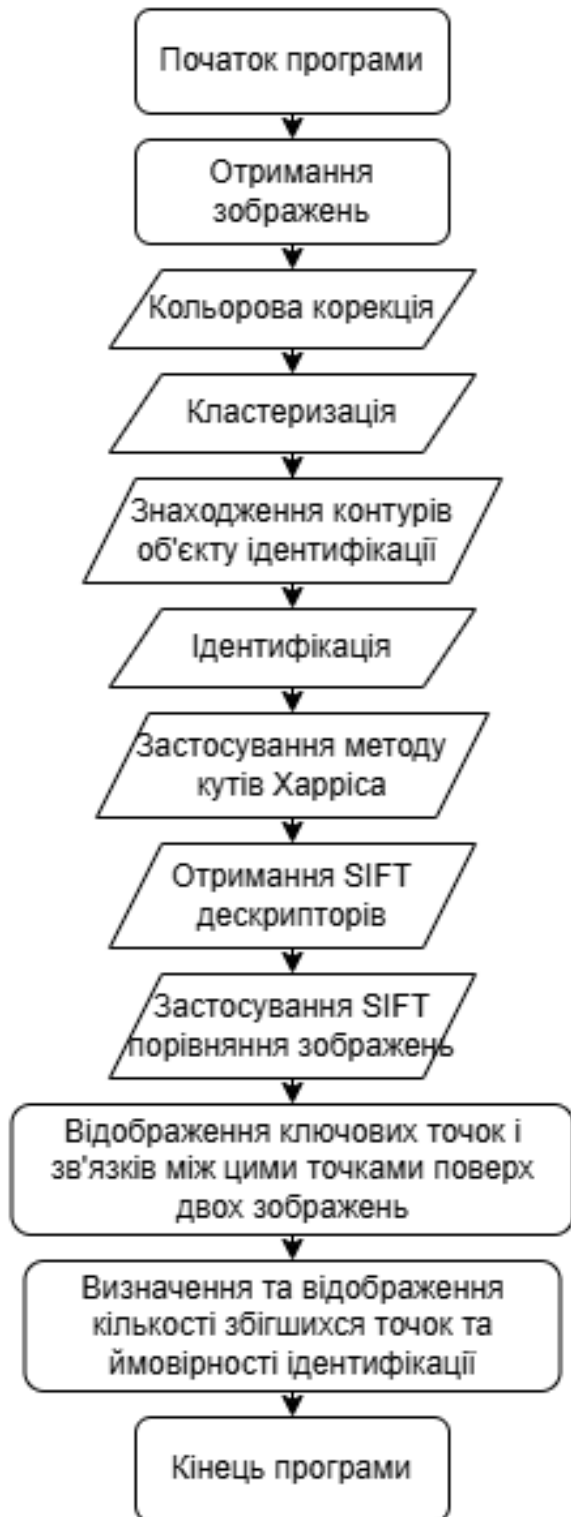 Початок програми
Отримання
зображень
Кольорова корекція
Кластеризація
Знаходження контурів
об'єкту ідентифікації
Ідентифікація
Застосування методу
кутів Харріса
Отримання SIFT
дескрипторів
Застосування SIFT
порівняння зображень
Відображення ключових точок і
зв'язків між цими точками поверх
двох зображень
Визначення та відображення
кількості збігшихся точок та
ймовірності ідентифікації
Кінець програми